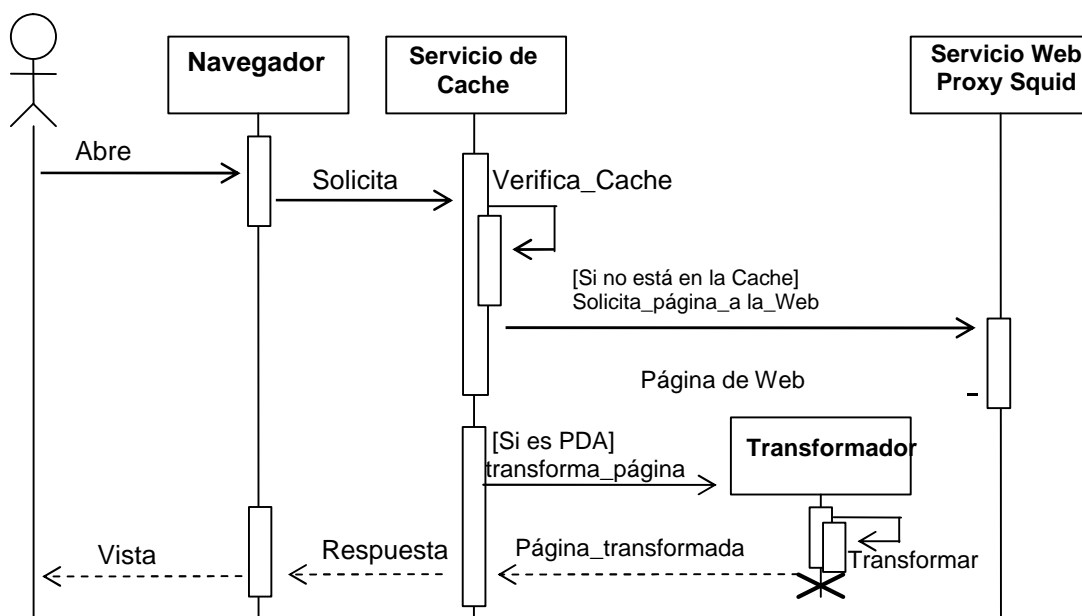 Navegador
Servicio de
Cache
Servicio Web
Proxy Squid
Abre
Solicita
Verifica_Cache
[Si no está en la Cache]
Solicita_página_a la_Web
Página de Web
[Si es PDA]
transforma_página
Transformador
Vista
Respuesta
Página_transformada
Transformar